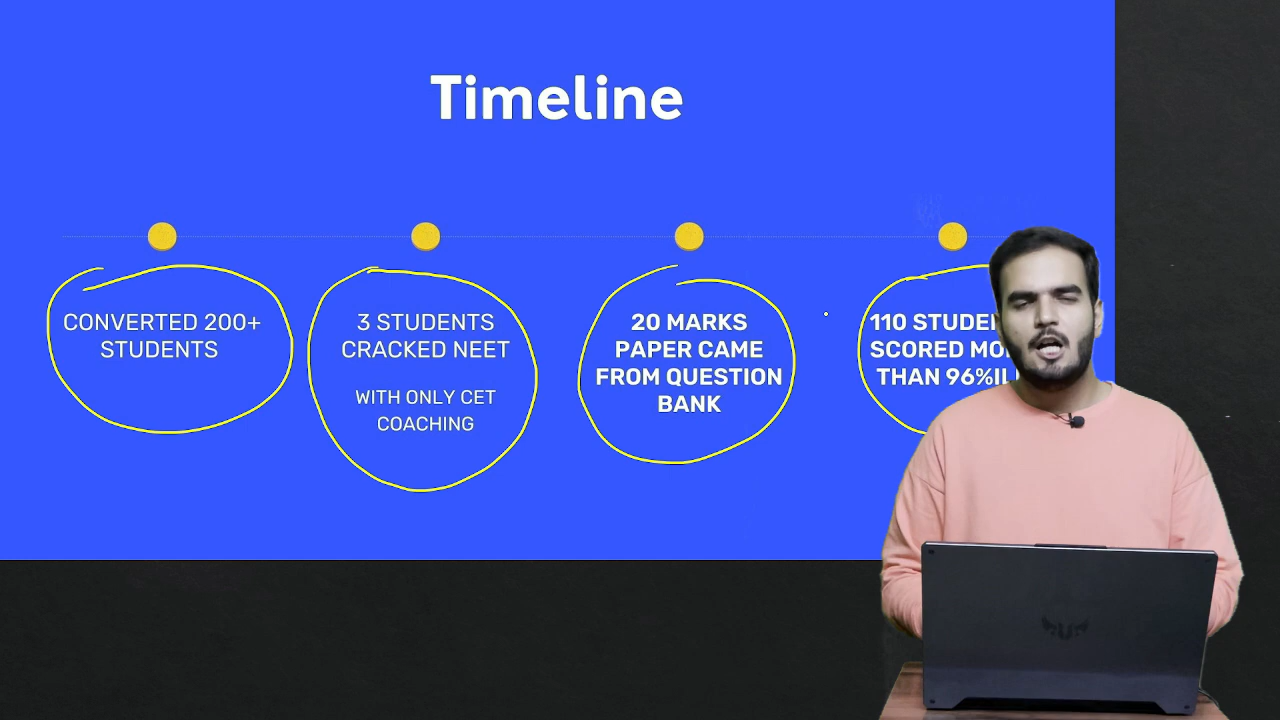 Timeline
CONVERTED 200+
STUDENTS
3 STUDENTS
CRACKED NEET
WITH ONLY CET
COACHING
20 MARKS
PAPER CAME
FROM QUESTION
BANK
110
SCORED
THAN